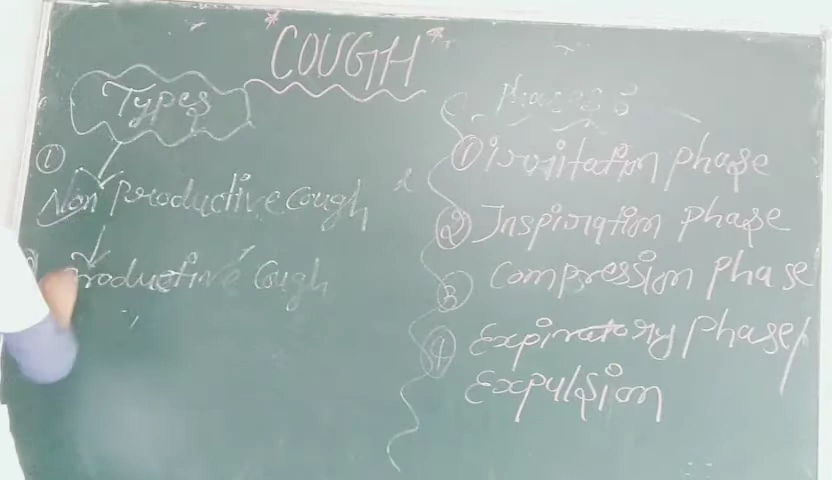 *COUGH*
Types
①
Non productive Cough
productive Cough
Phases
① irritation phase
② Inspiration phase
③ Compression phase
④ Expiratory phase/
Expulsion